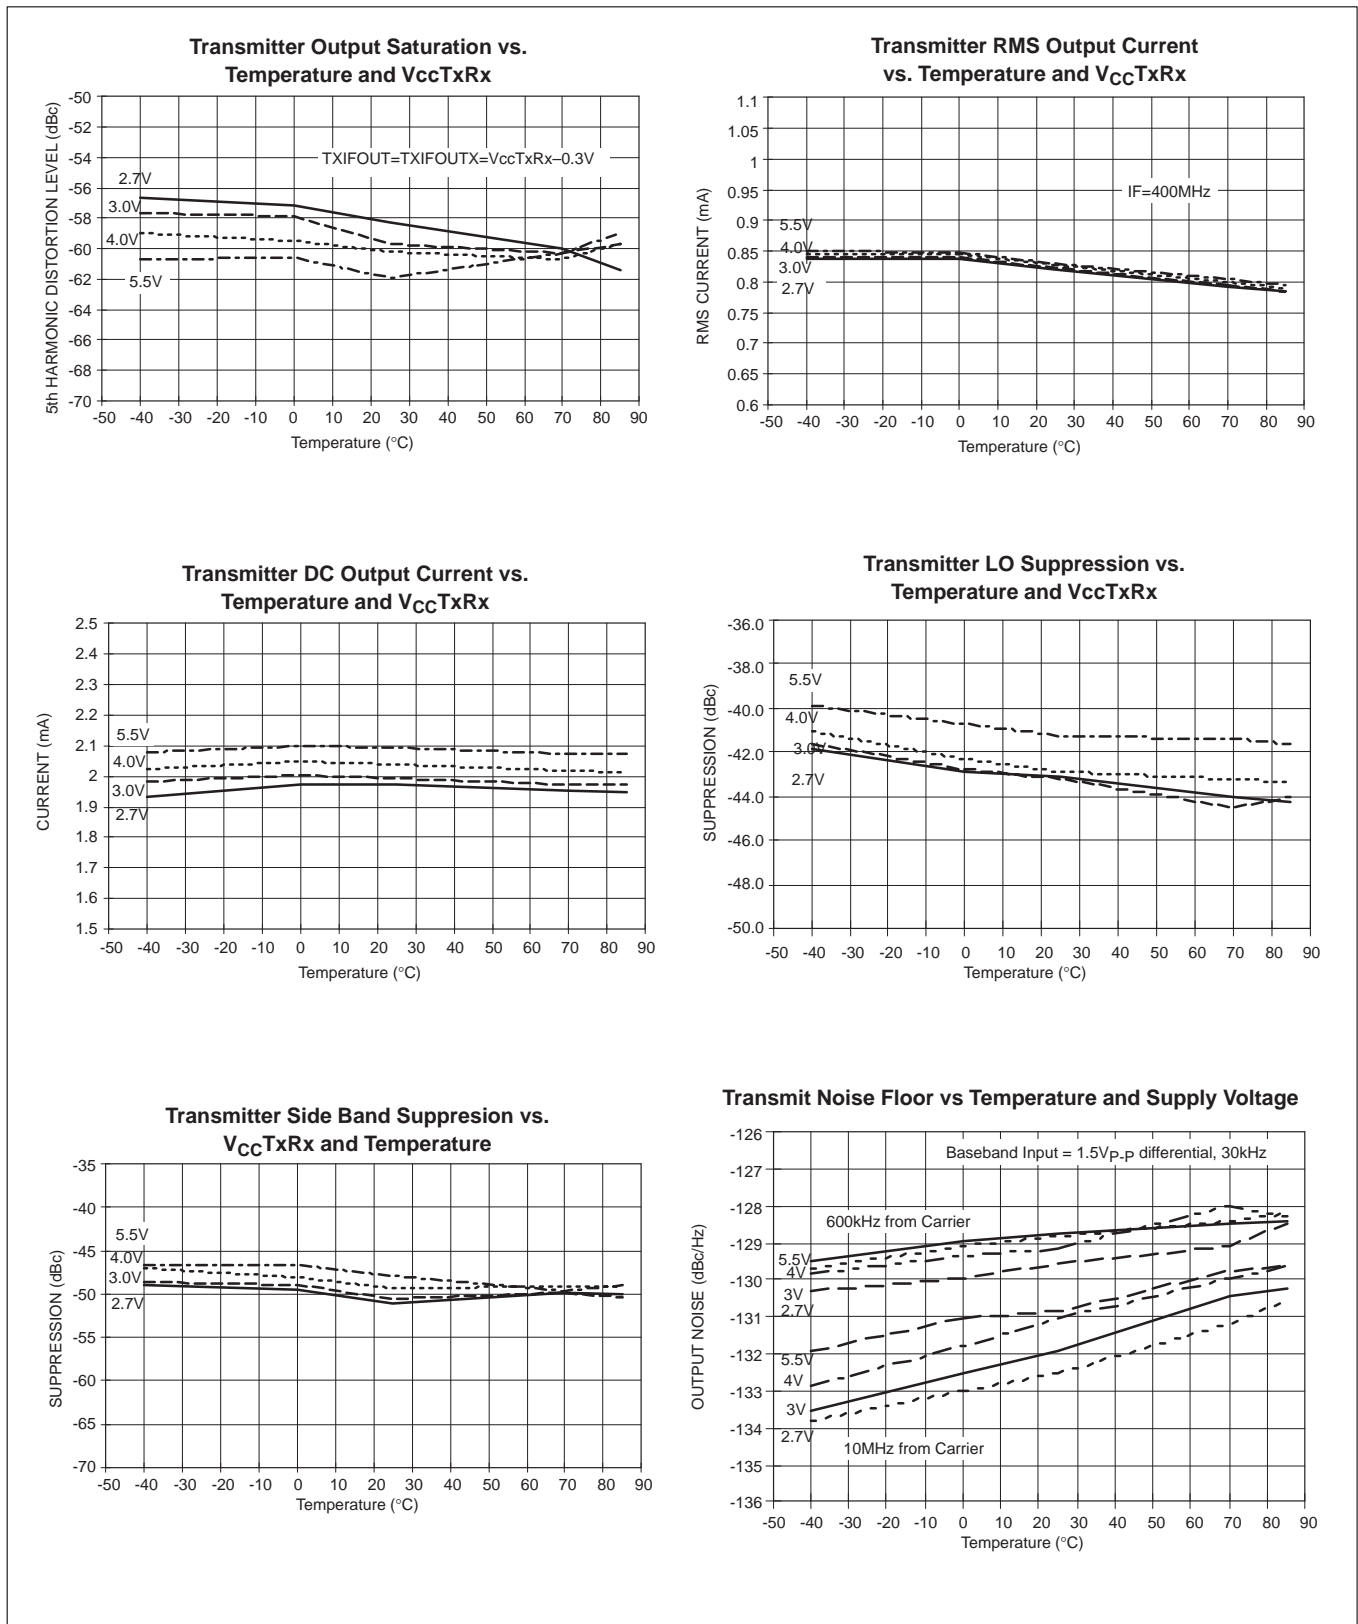 Transmitter Output Saturation vs.
Temperature and VccTxRx
5th HARMONIC DISTORTION LEVEL (dBc)
-50
-52
-54
-56
-58
-60
-62
-64
-66
-68
-70
TXIFOUT=TXIFOUTX=VccTxRx–0.3V
2.7V
3.0V
4.0V
5.5V
-50 -40 -30 -20 -10 0 10 20 30 40 50 60 70 80 90
Temperature (°C)
Transmitter RMS Output Current
vs. Temperature and VCCTxRx
RMS CURRENT (mA)
1.1
1.05
1
0.95
0.9
0.85
0.8
0.75
0.7
0.65
0.6
IF=400MHz
5.5V
4.0V
3.0V
2.7V
-50 -40 -30 -20 -10 0 10 20 30 40 50 60 70 80 90
Temperature (°C)
Transmitter DC Output Current vs.
Temperature and VCCTxRx
CURRENT (mA)
2.5
2.4
2.3
2.2
2.1
2
1.9
1.8
1.7
1.6
1.5
5.5V
4.0V
3.0V
2.7V
-50 -40 -30 -20 -10 0 10 20 30 40 50 60 70 80 90
Temperature (°C)
Transmitter LO Suppression vs.
Temperature and VccTxRx
SUPPRESSION (dBc)
-36.0
-38.0
-40.0
-42.0
-44.0
-46.0
-48.0
-50.0
5.5V
4.0V
3.0V
2.7V
-50 -40 -30 -20 -10 0 10 20 30 40 50 60 70 80 90
Temperature (°C)
Transmitter Side Band Suppresion vs.
VCCTxRx and Temperature
SUPPRESSION (dBc)
-35
-40
-45
-50
-55
-60
-65
-70
5.5V
4.0V
3.0V
2.7V
-50 -40 -30 -20 -10 0 10 20 30 40 50 60 70 80 90
Temperature (°C)
Transmit Noise Floor vs Temperature and Supply Voltage
OUTPUT NOISE (dBc/Hz)
-126
-127
-128
-129
-130
-131
-132
-133
-134
-135
-136
Baseband Input = 1.5VP-P differential, 30kHz
600kHz from Carrier
5.5V
4V
3V
2.7V
5.5V
4V
3V
2.7V
10MHz from Carrier
-50 -40 -30 -20 -10 0 10 20 30 40 50 60 70 80 90
Temperature (°C)